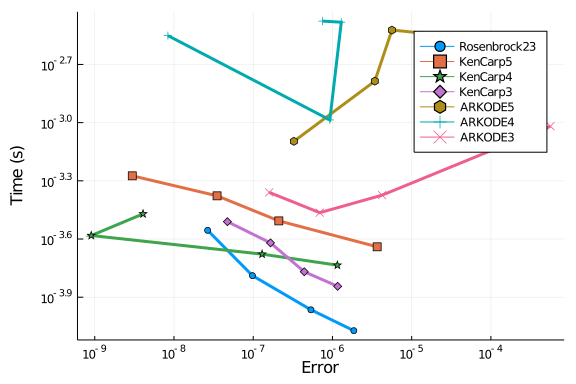 Time (s)
10^-2.7
10^-3.0
10^-3.3
10^-3.6
10^-3.9
Rosenbrock23
KenCarp5
KenCarp4
KenCarp3
ARKODE5
ARKODE4
ARKODE3
10^-9 10^-8 10^-7 10^-6 10^-5 10^-4
Error